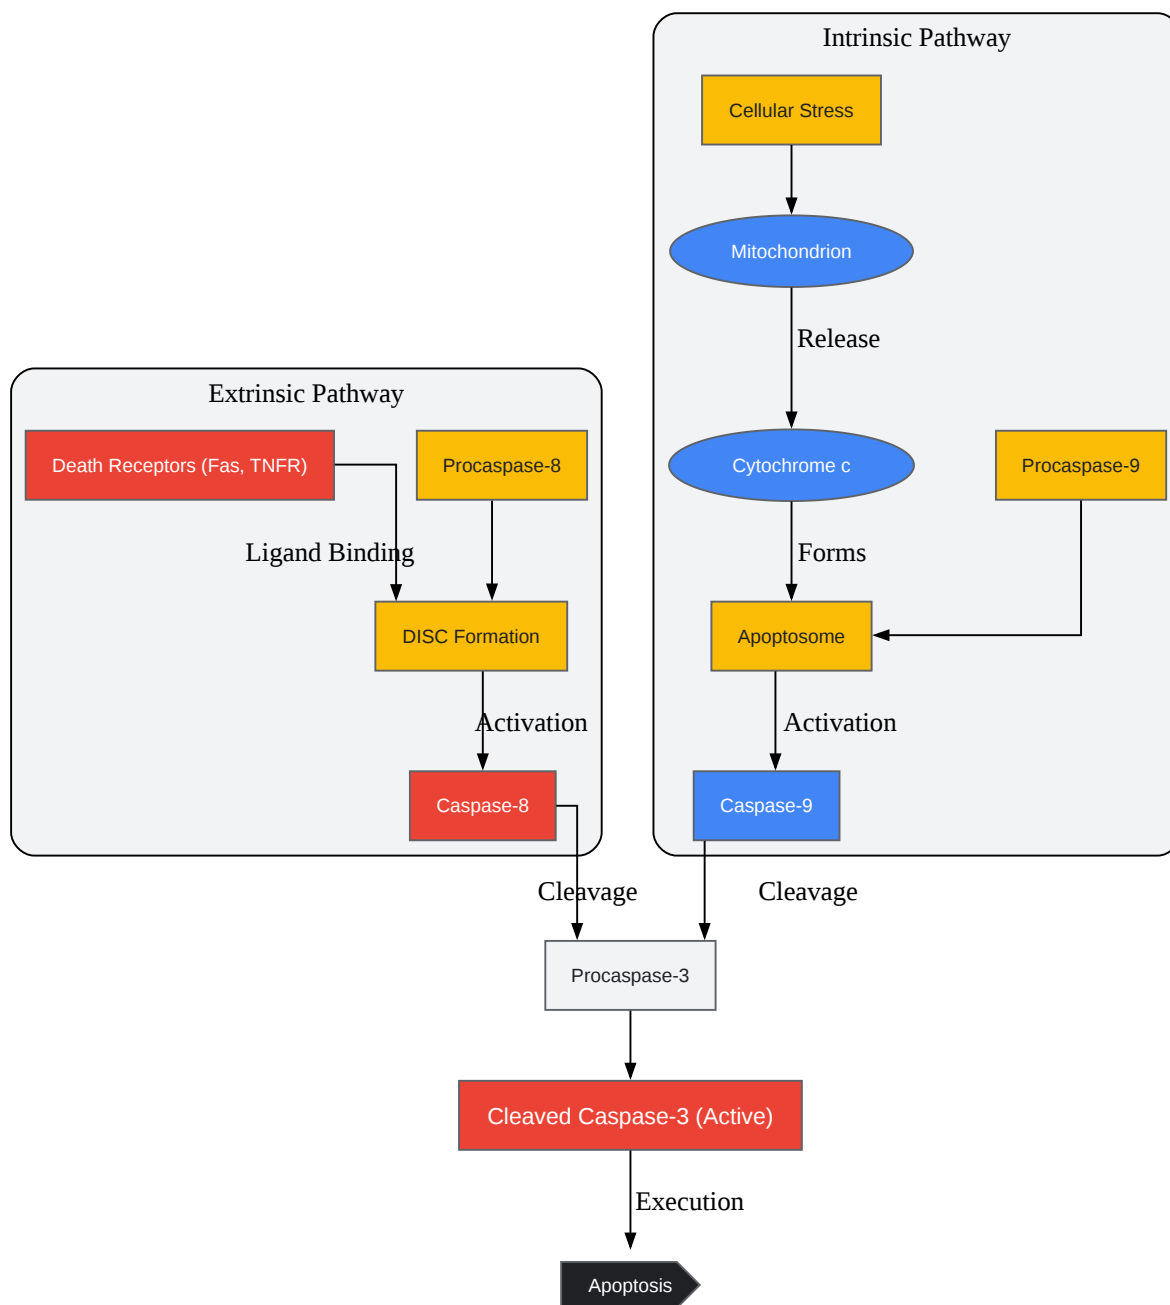 Intrinsic Pathway
Cellular Stress
Mitochondrion
Release
Extrinsic Pathway
Death Receptors (Fas, TNFR)
Procaspase-8
Cytochrome c
Procaspase-9
Ligand Binding
Forms
DISC Formation
Apoptosome
Activation
Activation
Caspase-8
Caspase-9
Cleavage
Cleavage
Procaspase-3
Cleaved Caspase-3 (Active)
Execution
Apoptosis